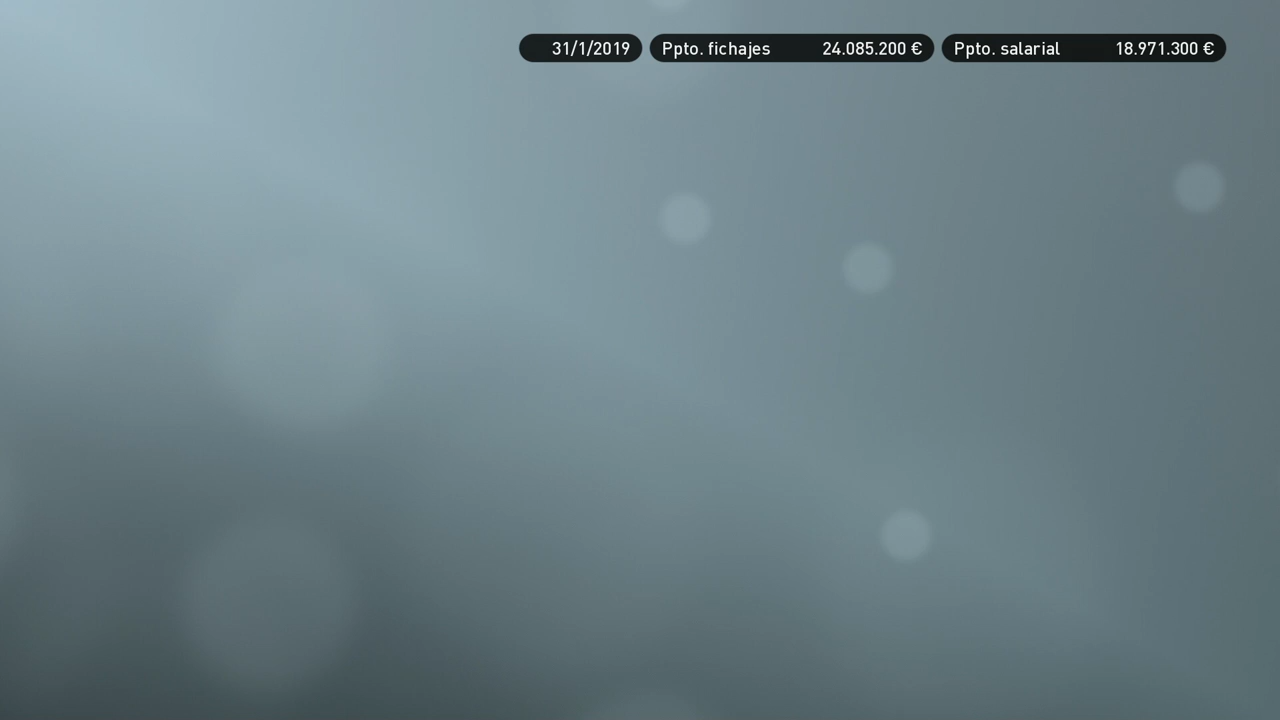 31/1/2019 Ppto. fichajes 24.085.200 € Ppto. salarial 18.971.300 €